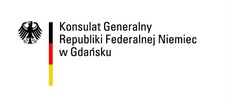 Konsulat Generalny
Republiki Federalnej Niemiec
w Gdańsku